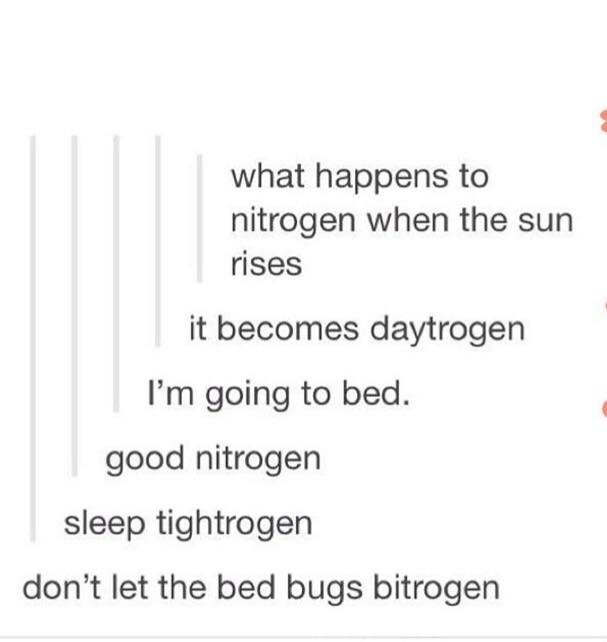 what happens to
nitrogen when the sun
rises
it becomes daytrogen
I'm going to bed.
good nitrogen
sleep tightrogen
don't let the bed bugs bitrogen